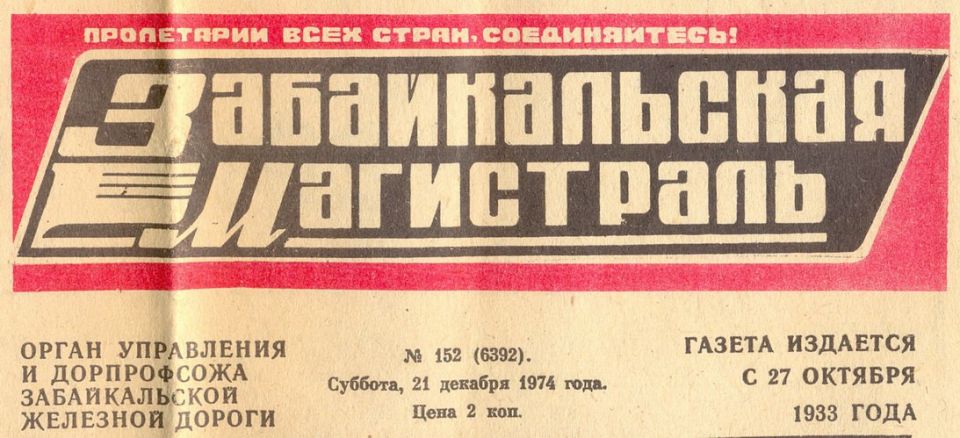 ПРОЛЕТАРИИ ВСЕХ СТРАН, СОЕДИНЯЙТЕСЬ!
ЗАБАЙКАЛЬСКАЯ
МАГИСТРАЛЬ
ОРГАН УПРАВЛЕНИЯ
И ДОРПРОФСОЖА
ЗАБАЙКАЛЬСКОЙ
ЖЕЛЕЗНОЙ ДОРОГИ
№ 152 (6392).
Суббота, 21 декабря 1974 года.
Цена 2 коп.
ГАЗЕТА ИЗДАЕТСЯ
С 27 ОКТЯБРЯ
1933 ГОДА